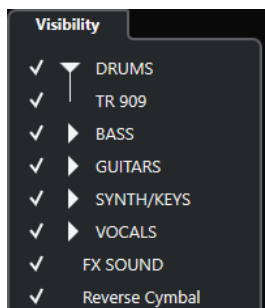 Visibility
DRUMS
TR 909
BASS
GUITARS
SYNTH/KEYS
VOCALS
FX SOUND
Reverse Cymbal